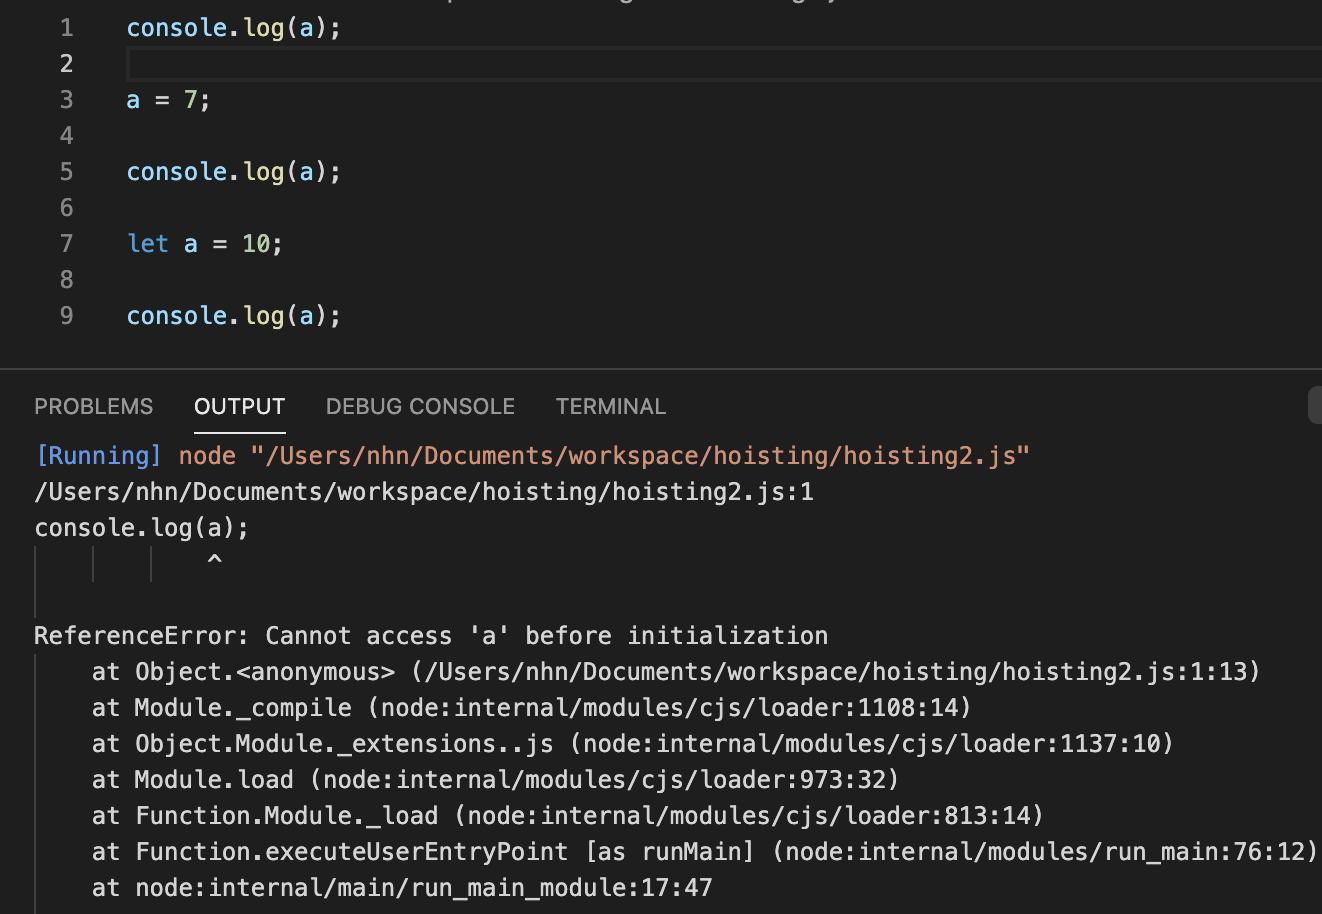 1 console.log(a);
2
3 a = 7;
4
5 console.log(a);
6
7 let a = 10;
8
9 console.log(a);
PROBLEMS OUTPUT DEBUG CONSOLE TERMINAL
[Running] node "/Users/nhn/Documents/workspace/hoisting/hoisting2.js"
/Users/nhn/Documents/workspace/hoisting/hoisting2.js:1
console.log(a);
^
ReferenceError: Cannot access 'a' before initialization
at Object.<anonymous> (/Users/nhn/Documents/workspace/hoisting/hoisting2.js:1:13)
at Module._compile (node:internal/modules/cjs/loader:1108:14)
at Object.Module._extensions..js (node:internal/modules/cjs/loader:1137:10)
at Module.load (node:internal/modules/cjs/loader:973:32)
at Function.Module._load (node:internal/modules/cjs/loader:813:14)
at Function.executeUserEntryPoint [as runMain] (node:internal/modules/run_main:76:12)
at node:internal/main/run_main_module:17:47